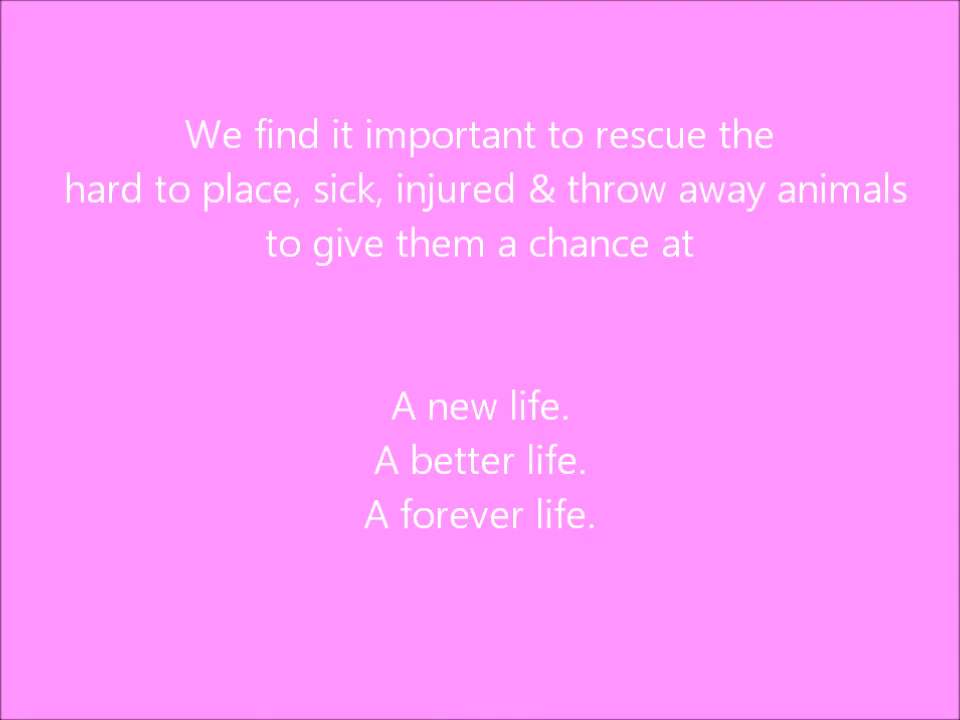 We find it important to rescue the
hard to place, sick, injured & throw away animals
to give them a chance at
A new life.
A better life.
A forever life.